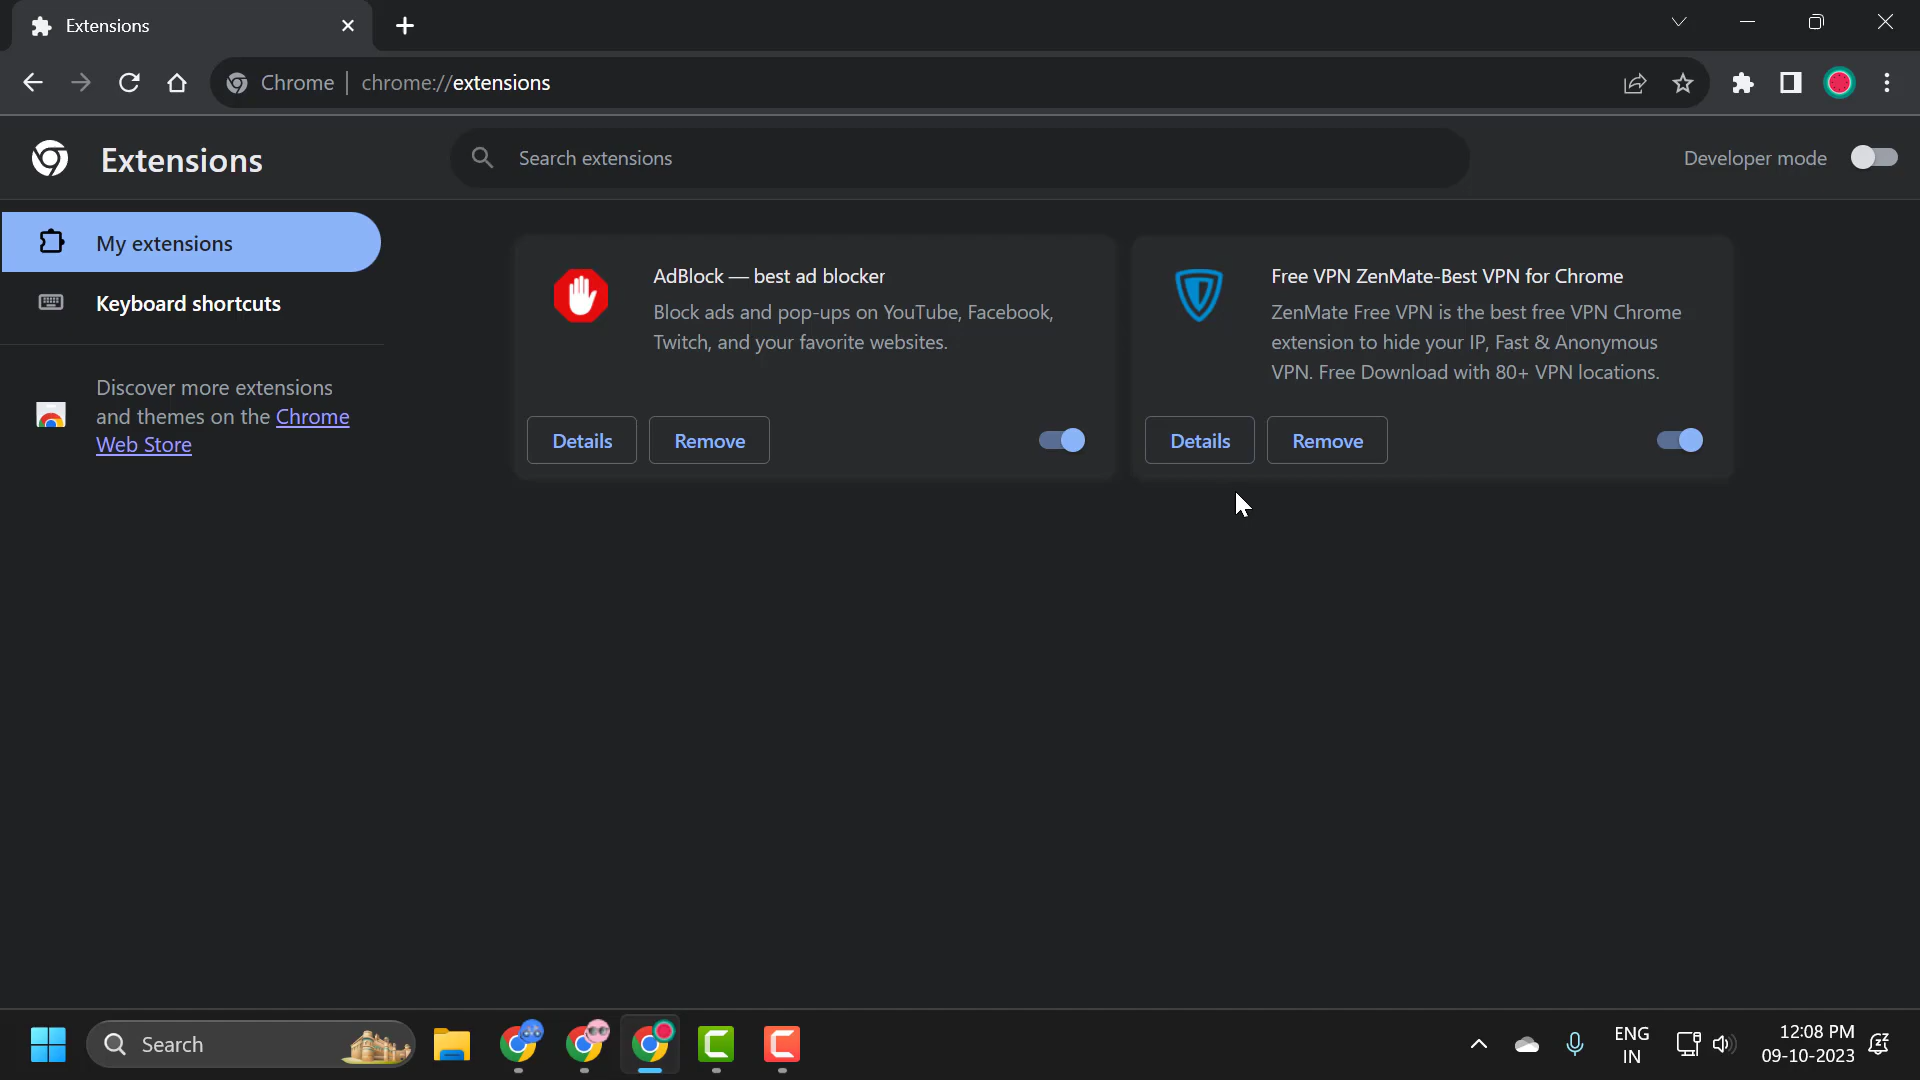 Extensions
Chrome
chrome://extensions
Extensions
Search extensions
Developer mode
My extensions
Keyboard shortcuts
Discover more extensions
and themes on the Chrome
Web Store
AdBlock — best ad blocker
Block ads and pop-ups on YouTube, Facebook,
Twitch, and your favorite websites.
Details
Remove
Free VPN ZenMate-Best VPN for Chrome
ZenMate Free VPN is the best free VPN Chrome
extension to hide your IP, Fast & Anonymous
VPN. Free Download with 80+ VPN locations.
Details
Remove
Search
ENG
IN
12:08 PM
09-10-2023